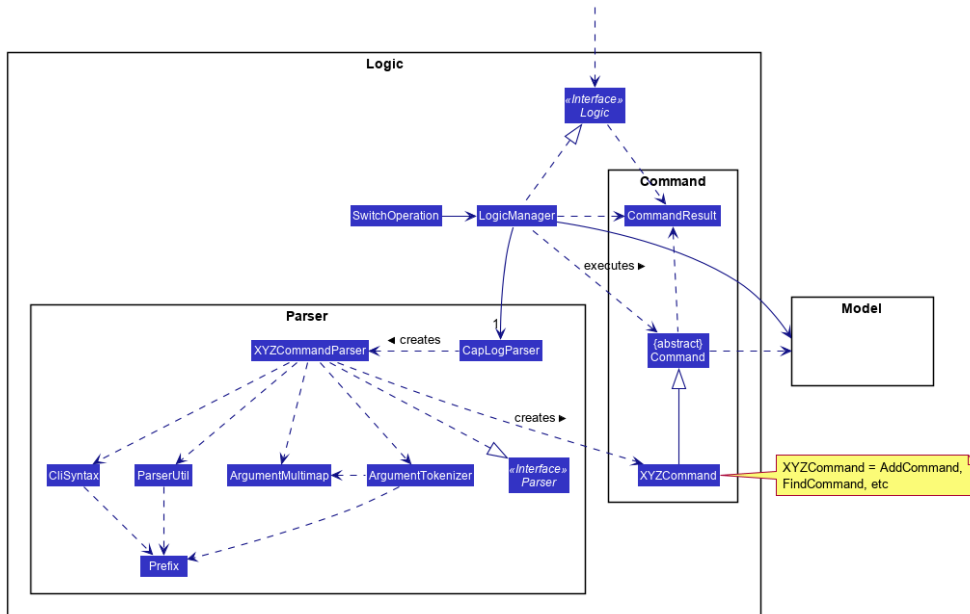 Logic
«Interface»
Logic
Command
SwitchOperation
LogicManager
CommandResult
executes ►
Model
Parser
1
{abstract}
Command
◄ creates
XYZCommandParser
CapLogParser
creates ►
CliSyntax
ParserUtil
ArgumentMultimap
ArgumentTokenizer
«Interface»
Parser
XYZCommand
XYZCommand = AddCommand,
FindCommand, etc
Prefix